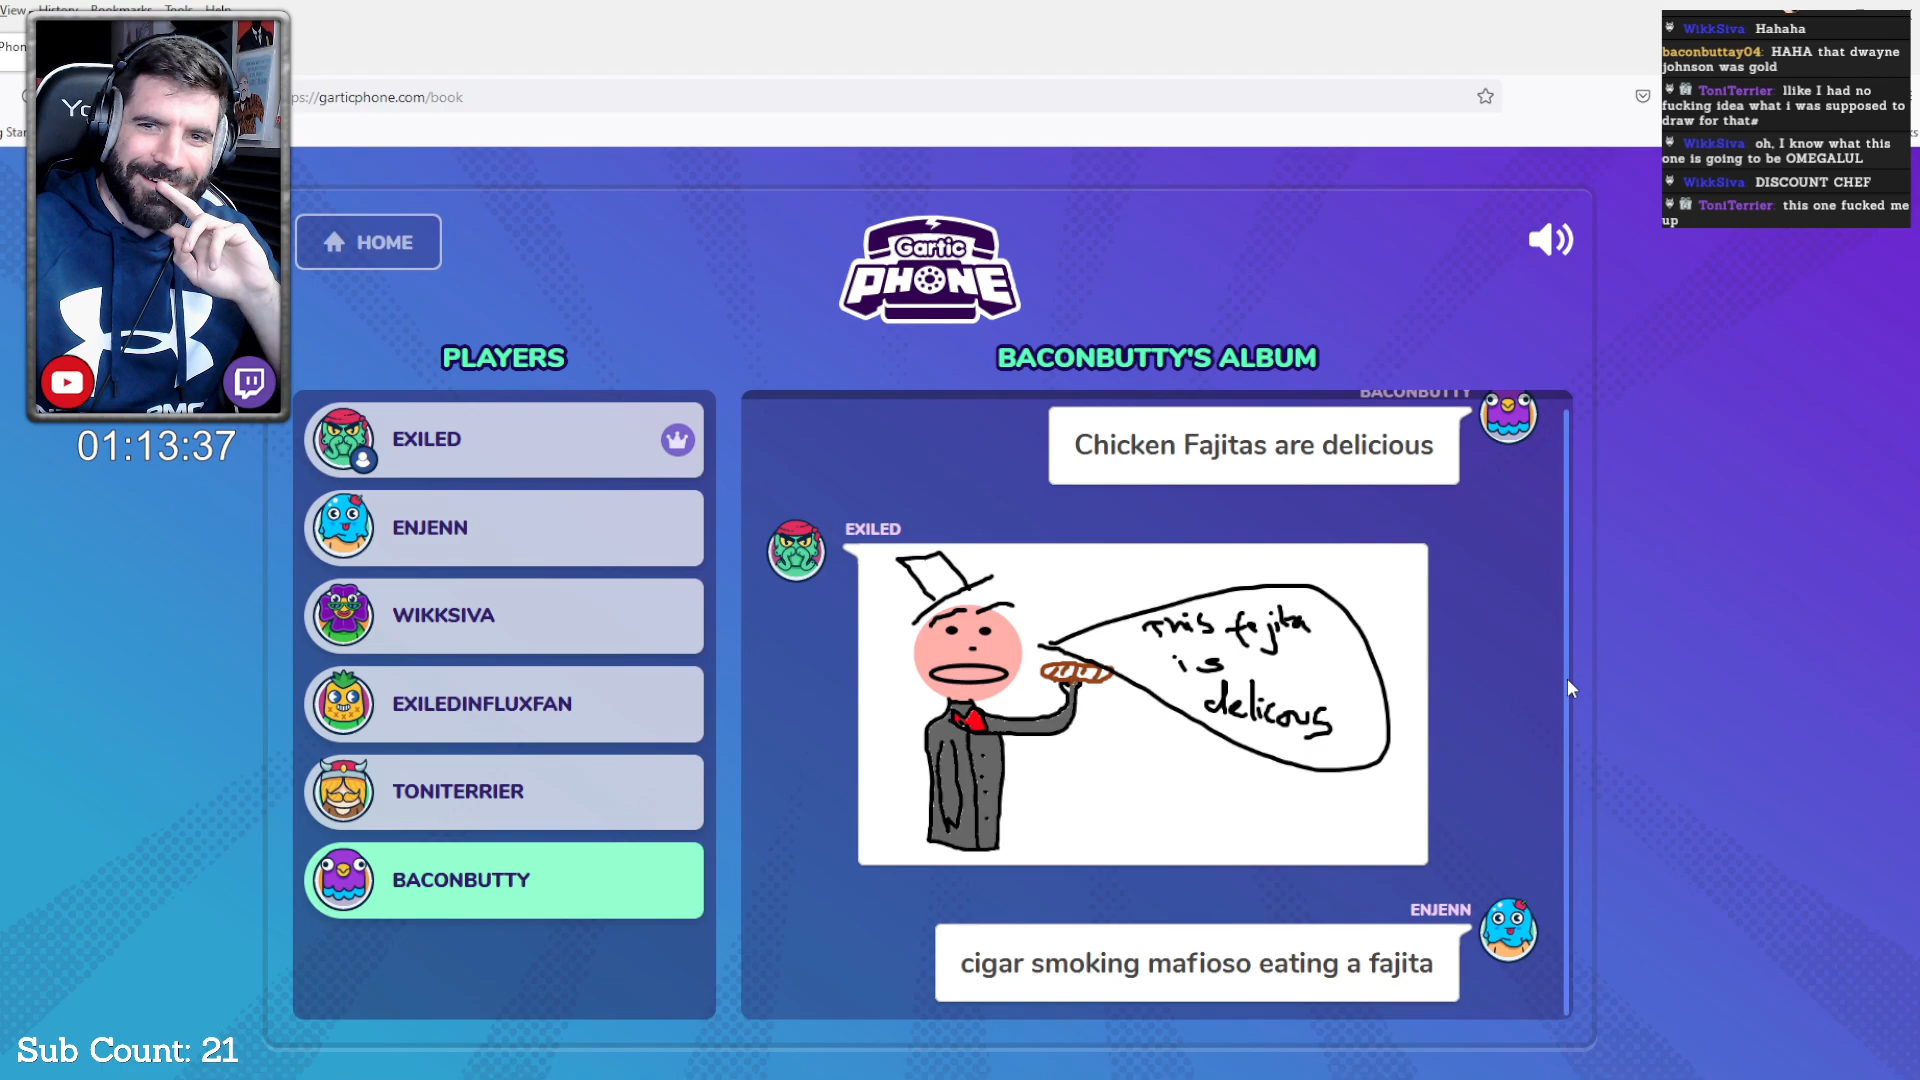 View History Bookmarks Tools Help
Phon
ps://garticphone.com/book
g Star
Yo
WikkSiva: Hahaha
baconbuttay04: HAHA that dwayne
johnson was gold
ToniTerrier: llike I had no
fucking idea what i was supposed to
draw for that#
WikkSiva: oh, I know what this
one is going to be OMEGALUL
WikkSiva: DISCOUNT CHEF
ToniTerrier: this one fucked me
up
HOME
Gartic
PHONE
01:13:37
PLAYERS
EXILED
ENJENN
WIKKSIVA
EXILEDINFLUXFAN
TONITERRIER
BACONBUTTY
BACONBUTTY'S ALBUM
BACONBUTTY
Chicken Fajitas are delicious
EXILED
This fajita
is
delicous
ENJENN
cigar smoking mafioso eating a fajita
Sub Count: 21